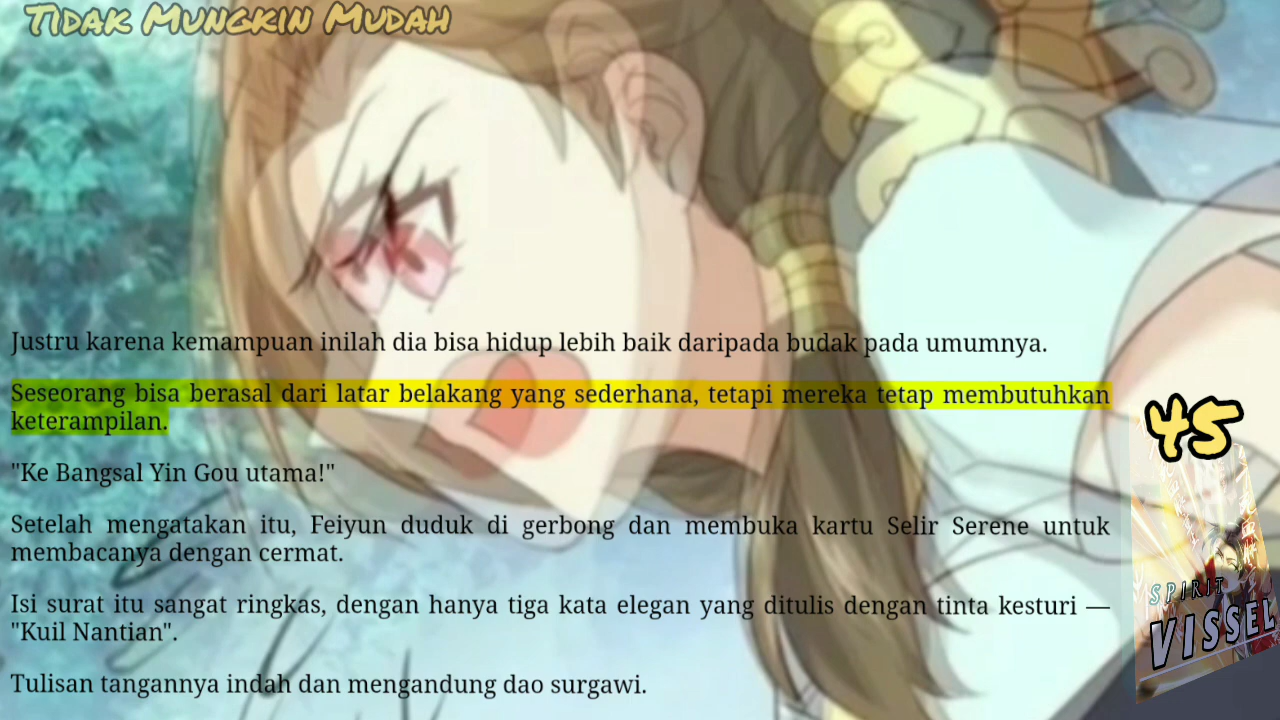 Tidak Mungkin Mudah
Justru karena kemampuan inilah dia bisa hidup lebih baik daripada budak pada umumnya.
Seseorang bisa berasal dari latar belakang yang sederhana, tetapi mereka tetap membutuhkan
keterampilan.
"Ke Bangsal Yin Gou utama!"
Setelah mengatakan itu, Feiyun duduk di gerbong dan membuka kartu Selir Serene untuk
membacanya dengan cermat.
Isi surat itu sangat ringkas, dengan hanya tiga kata elegan yang ditulis dengan tinta kesturi —
"Kuil Nantian".
Tulisan tangannya indah dan mengandung dao surgawi.
45
SPIRIT
VISSEL